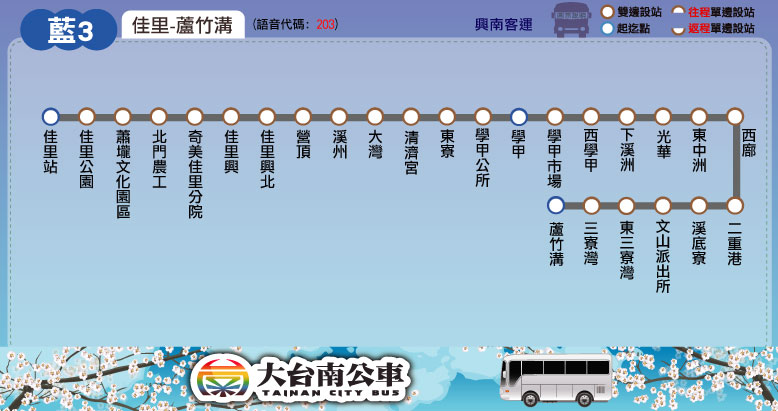 藍3
佳里-蘆竹溝
(語音代碼：203)
興南客運
雙邊設站
往程單邊設站
起迄點
返程單邊設站
佳里站
佳里公園
蕭壠文化園區
北門農工
奇美佳里分院
佳里興
佳里興北
營頂
溪州
大灣
清濟宮
東寮
學甲公所
學甲
學甲市場
西學甲
下溪洲
光華
東中洲
西廍
二重港
溪底寮
文山派出所
東三寮灣
三寮灣
蘆竹溝
大台南公車
TAINAN CITY BUS